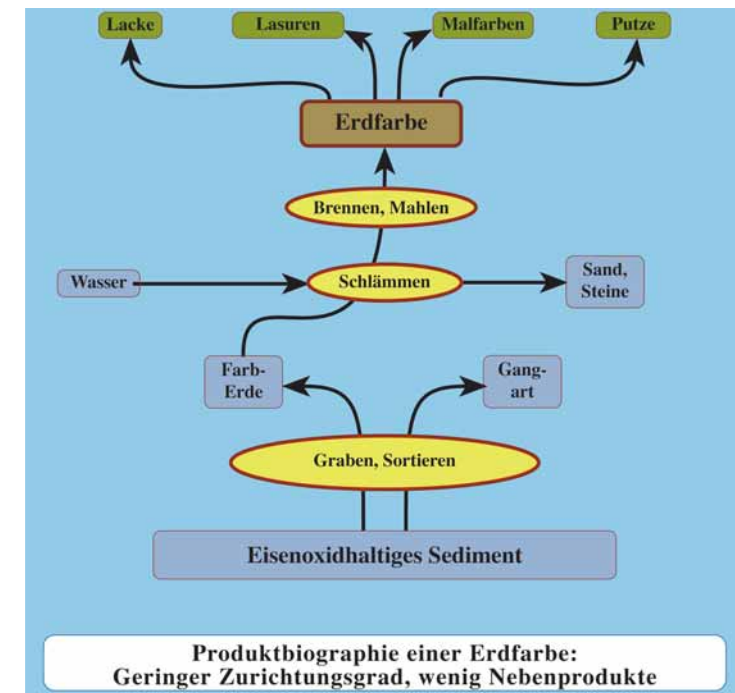 Lacke
Lasuren
Malfarben
Putze
Erdfarbe
Brennen, Mahlen
Wasser
Schlämmen
Sand,
Steine
Farb-
Erde
Gang-
art
Graben, Sortieren
Eisenoxidhaltiges Sediment
Produktbiographie einer Erdfarbe:
Geringer Zurichtungsgrad, wenig Nebenprodukte